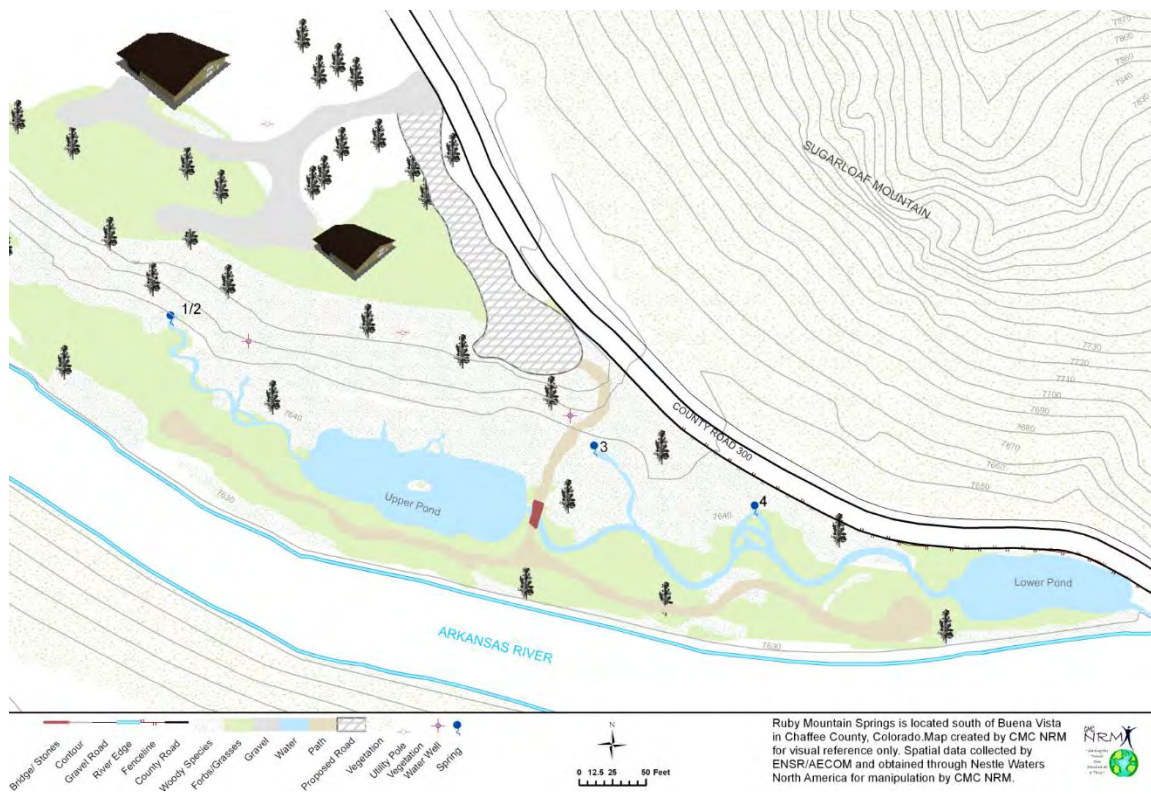 7870
7860
7840
7830
SUGARLOAF MOUNTAIN
1/2
7730
7720
7710
7690
7680
7670
7660
7650
COUNTY ROAD 300
7640
3
Upper Pond
7630
4
7640
Lower Pond
7630
ARKANSAS RIVER
Bridge/ Stones
Contour
Gravel Road
River Edge
Fenceline
County Road
Woody Species
Forbs/Grasses
Gravel
Water
Path
Proposed Road
Vegetation
Utility Pole
Vegetation
Water Well
Spring
N
0 12.5 25 50 Feet
Ruby Mountain Springs is located south of Buena Vista
in Chaffee County, Colorado.Map created by CMC NRM
for visual reference only. Spatial data collected by
ENSR/AECOM and obtained through Nestle Waters
North America for manipulation by CMC NRM.
CMC
NRM